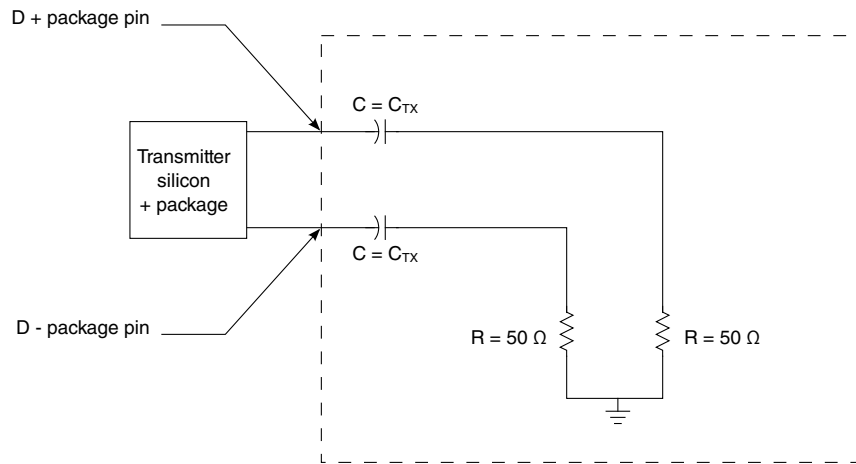 D + package pin
C = CTX
Transmitter
silicon
+ package
C = CTX
D - package pin
R = 50 Ω
R = 50 Ω